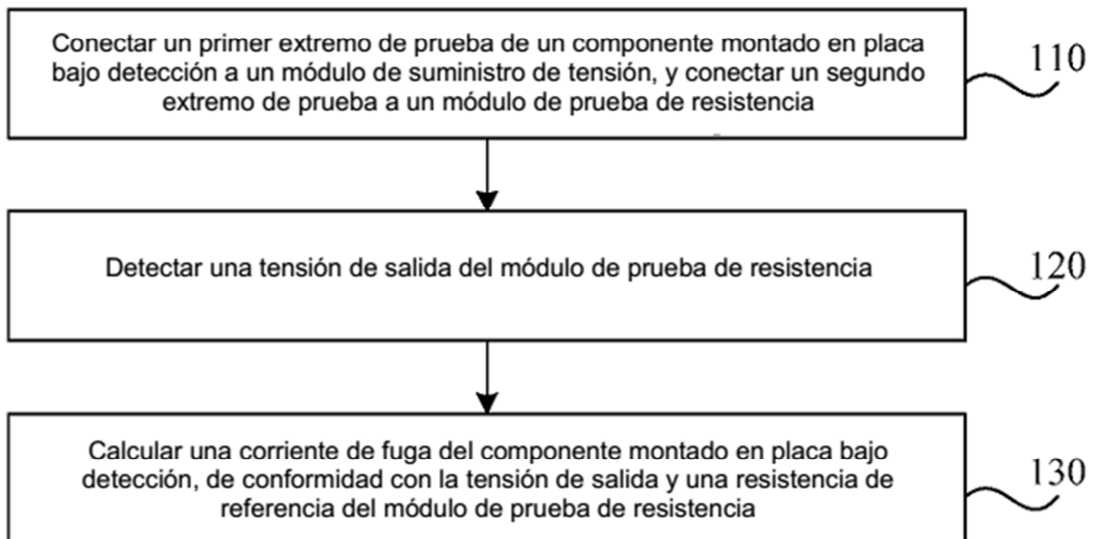 Conectar un primer extremo de prueba de un componente montado en placa
bajo detección a un módulo de suministro de tensión, y conectar un segundo
extremo de prueba a un módulo de prueba de resistencia
110
Detectar una tensión de salida del módulo de prueba de resistencia
120
Calcular una corriente de fuga del componente montado en placa bajo
detección, de conformidad con la tensión de salida y una resistencia de
referencia del módulo de prueba de resistencia
130